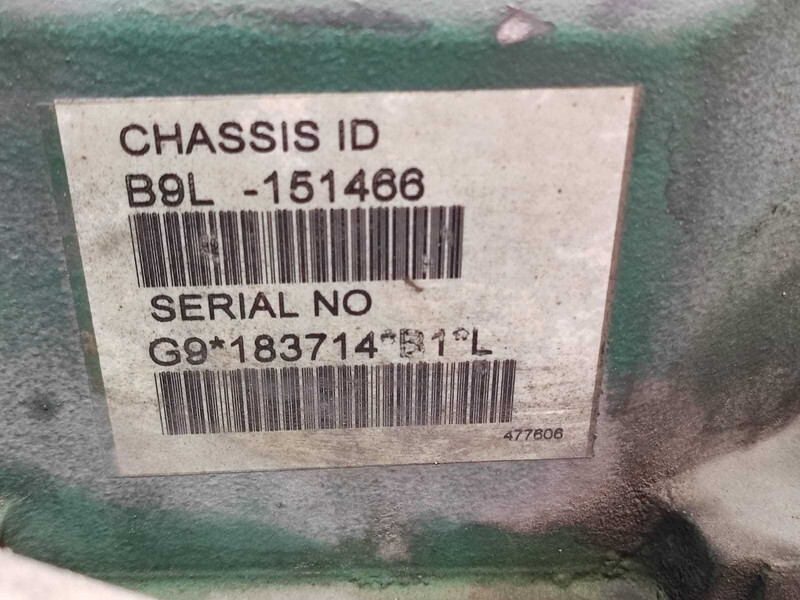 CHASSIS ID
B9L -151466
SERIAL NO
G9*183714*B1*L
477606